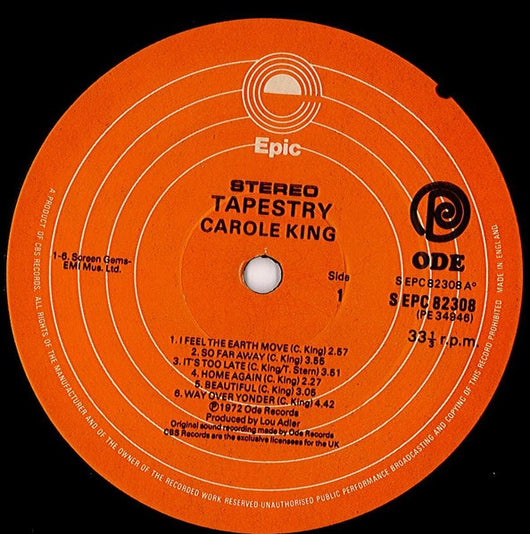 Epic
STEREO
TAPESTRY
CAROLE KING
1-6. Screen Gems-
EMI Mus. Ltd.
Side
1
ODE
S EPC 82308 A°
S EPC 82308
(PE 34946)
33⅓ r.p.m.
1. I FEEL THE EARTH MOVE (C. King) 2.57
2. SO FAR AWAY (C. King) 3.55
3. IT'S TOO LATE (C. King/T. Stern) 3.51
4. HOME AGAIN (C. King) 2.27
5. BEAUTIFUL (C. King) 3.05
6. WAY OVER YONDER (C. King) 4.42
℗ 1972 Ode Records
Produced by Lou Adler
Original sound recording made by Ode Records
CBS Records are the exclusive licensees for the UK
A PRODUCT OF CBS RECORDS. ALL RIGHTS OF THE MANUFACTURER AND OF THE OWNER OF THE RECORDED WORK RESERVED·UNAUTHORISED PUBLIC PERFORMANCE BROADCASTING AND COPYING OF THIS RECORD PROHIBITED MADE IN ENGLAND